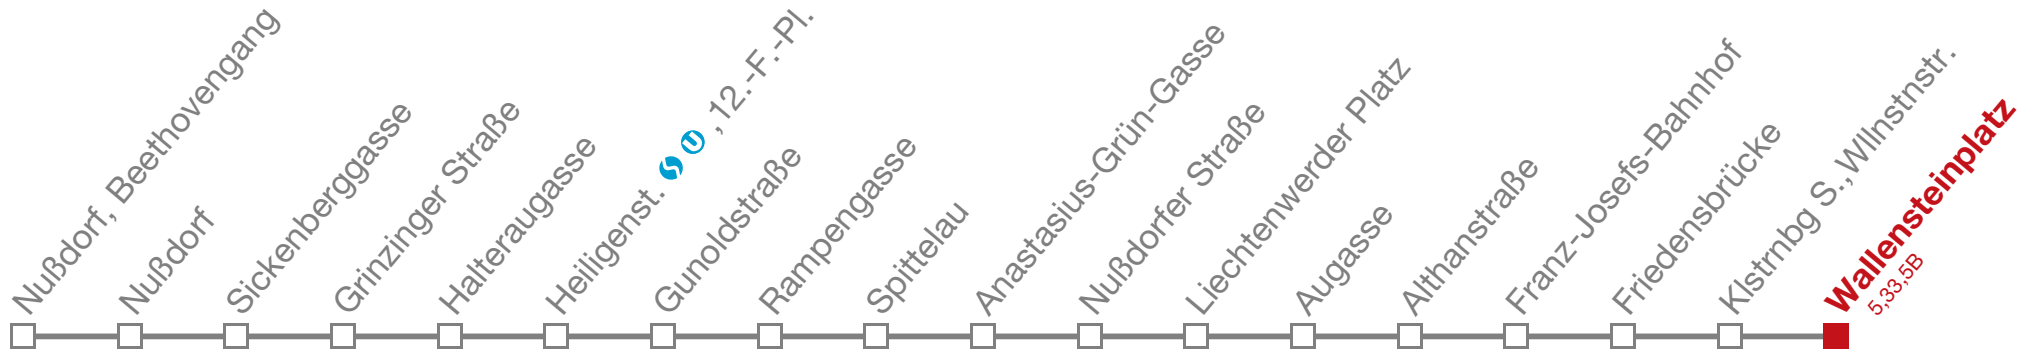 Nußdorf, Beethovengang
Nußdorf
Sickenberggasse
Grinzinger Straße
Halteraugasse
Heiligenst. S U , 12.-F.-Pl.
Gunoldstraße
Rampengasse
Spittelau
Anastasius-Grün-Gasse
Nußdorfer Straße
Liechtenwerder Platz
Augasse
Althanstraße
Franz-Josefs-Bahnhof
Friedensbrücke
Klstrnbg S.,Wllnstnstr.
Wallensteinplatz
5,33,5B